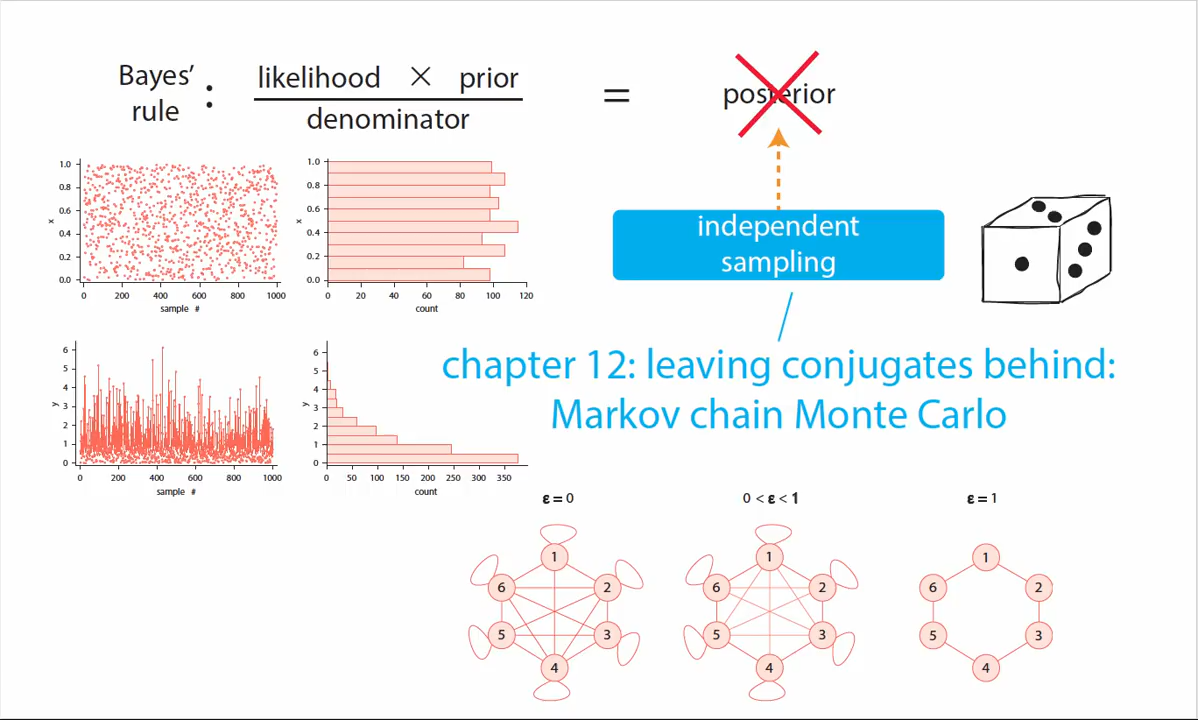 Bayes’ rule :
likelihood × prior
denominator
=
posterior
independent
sampling
chapter 12: leaving conjugates behind:
Markov chain Monte Carlo
1.0
0.8
0.6
0.4
0.2
0.0
x
0 200 400 600 800 1000
sample #
1.0
0.8
0.6
0.4
0.2
0.0
x
0 20 40 60 80 100 120
count
6
5
4
3
2
1
0
y
0 200 400 600 800 1000
sample #
6
5
4
3
2
1
0
y
0 50 100 150 200 250 300 350
count
ε = 0
1
6 2
5 3
4
0 < ε < 1
1
6 2
5 3
4
ε = 1
1
6 2
5 3
4